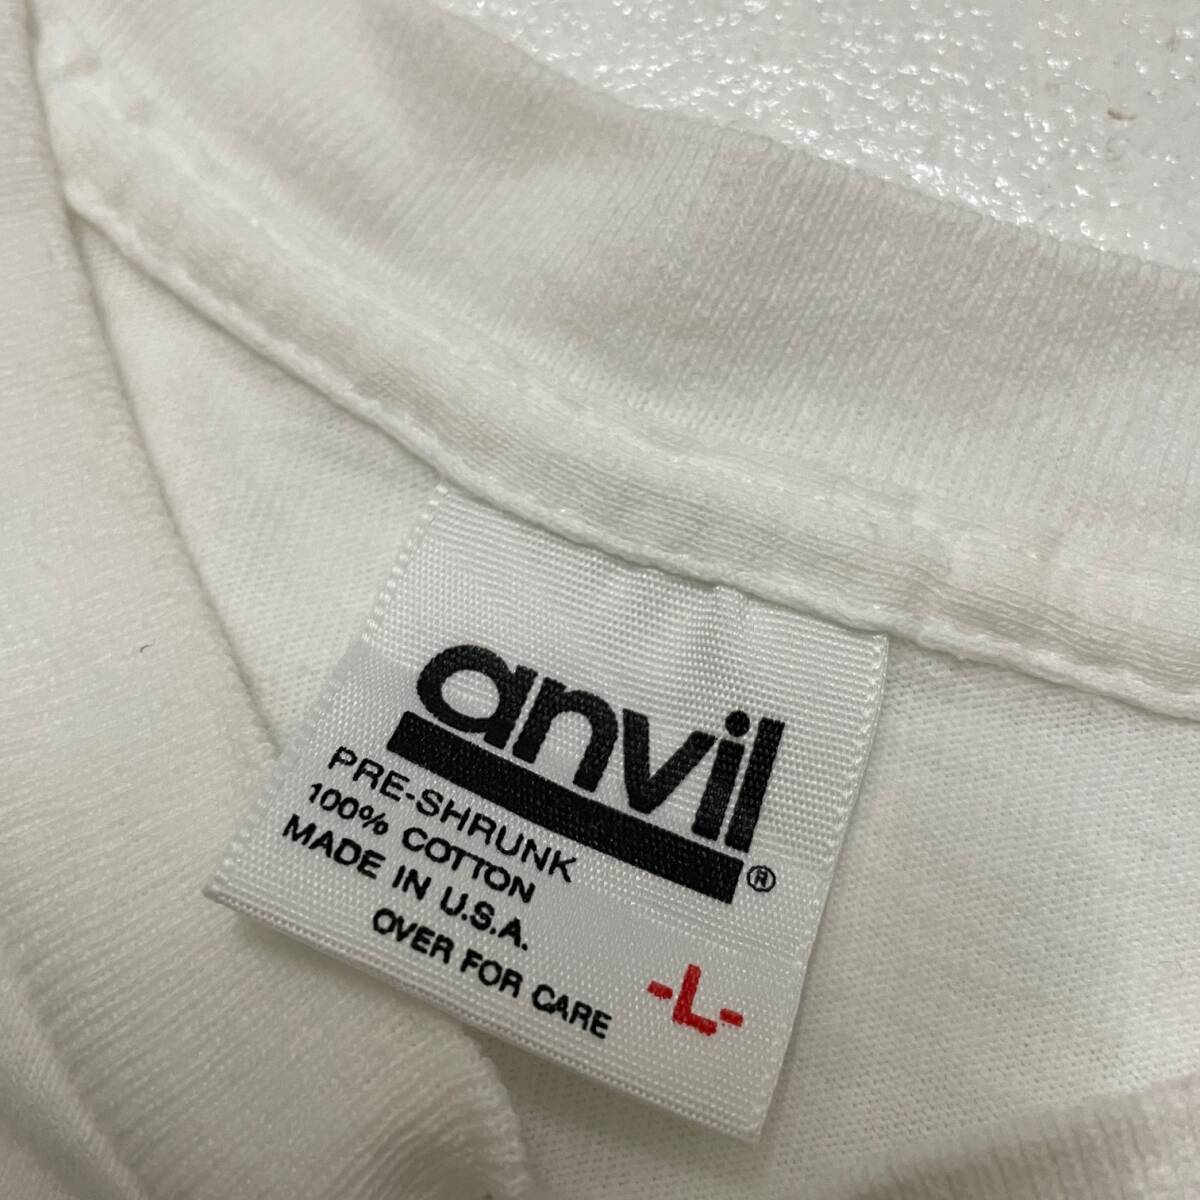 anvil®
PRE-SHRUNK
100% COTTON
MADE IN U.S.A.
OVER FOR CARE
-L-